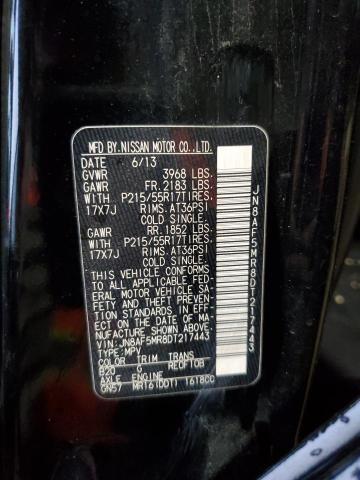 MFD.BY.NISSAN MOTOR CO.,LTD.
DATE 6/13
GVWR 3968 LBS.
GAWR FR.2183 LBS.
WITH P215/55R17TIRES,
17X7J RIMS.AT36PSI
COLD SINGLE.
GAWR RR.1852 LBS.
WITH P215/55R17TIRES,
17X7J RIMS.AT36PSI
COLD SINGLE.
THIS VEHICLE CONFORMS
TO ALL APPLICABLE FED-
ERAL MOTOR VEHICLE SA-
FETY AND THEFT PREVEN-
TION STANDARDS IN EFF-
ECT ON THE DATE OF MA-
NUFACTURE SHOWN ABOVE.
VIN: JN8AF5MR8DT217443
TYPE:MPV
COLOR TRIM TRANS
B20 G RE0F10B
AXLE ENGINE
GN57 MR16(DDT) 1618CC
JN8AF5MR8DT217443